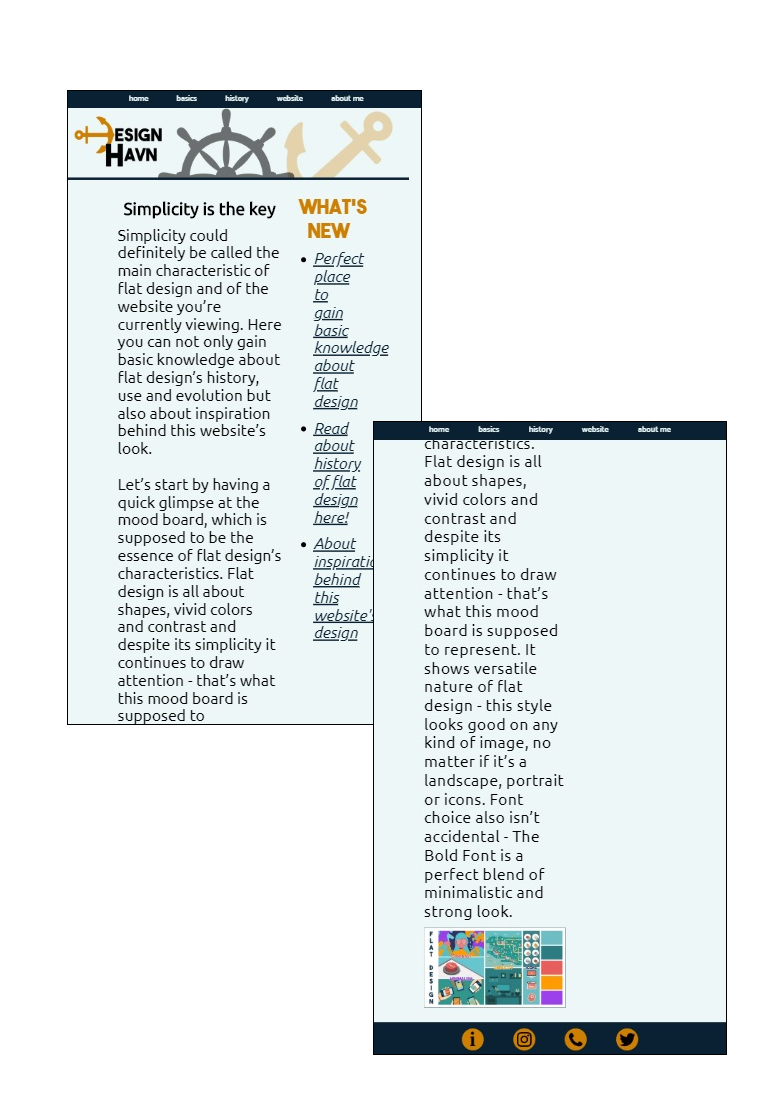 home basics history website about me
DESIGN
HAVN
Simplicity is the key
Simplicity could
definitely be called the
main characteristic of
flat design and of the
website you’re
currently viewing. Here
you can not only gain
basic knowledge about
flat design’s history,
use and evolution but
also about inspiration
behind this website’s
look.
Let’s start by having a
quick glimpse at the
mood board, which is
supposed to be the
essence of flat design’s
characteristics. Flat
design is all about
shapes, vivid colors
and contrast and
despite its simplicity it
continues to draw
attention - that’s what
this mood board is
supposed to
WHAT'S
NEW
Perfect
place
to
gain
basic
knowledge
about
flat
design
Read
about
history
of flat
design
here!
About
inspiratio
behind
this
website's
design
home basics history website about me
characteristics.
Flat design is all
about shapes,
vivid colors and
contrast and
despite its
simplicity it
continues to draw
attention - that’s
what this mood
board is supposed
to represent. It
shows versatile
nature of flat
design - this style
looks good on any
kind of image, no
matter if it’s a
landscape, portrait
or icons. Font
choice also isn’t
accidental - The
Bold Font is a
perfect blend of
minimalistic and
strong look.
FLAT DESIGN